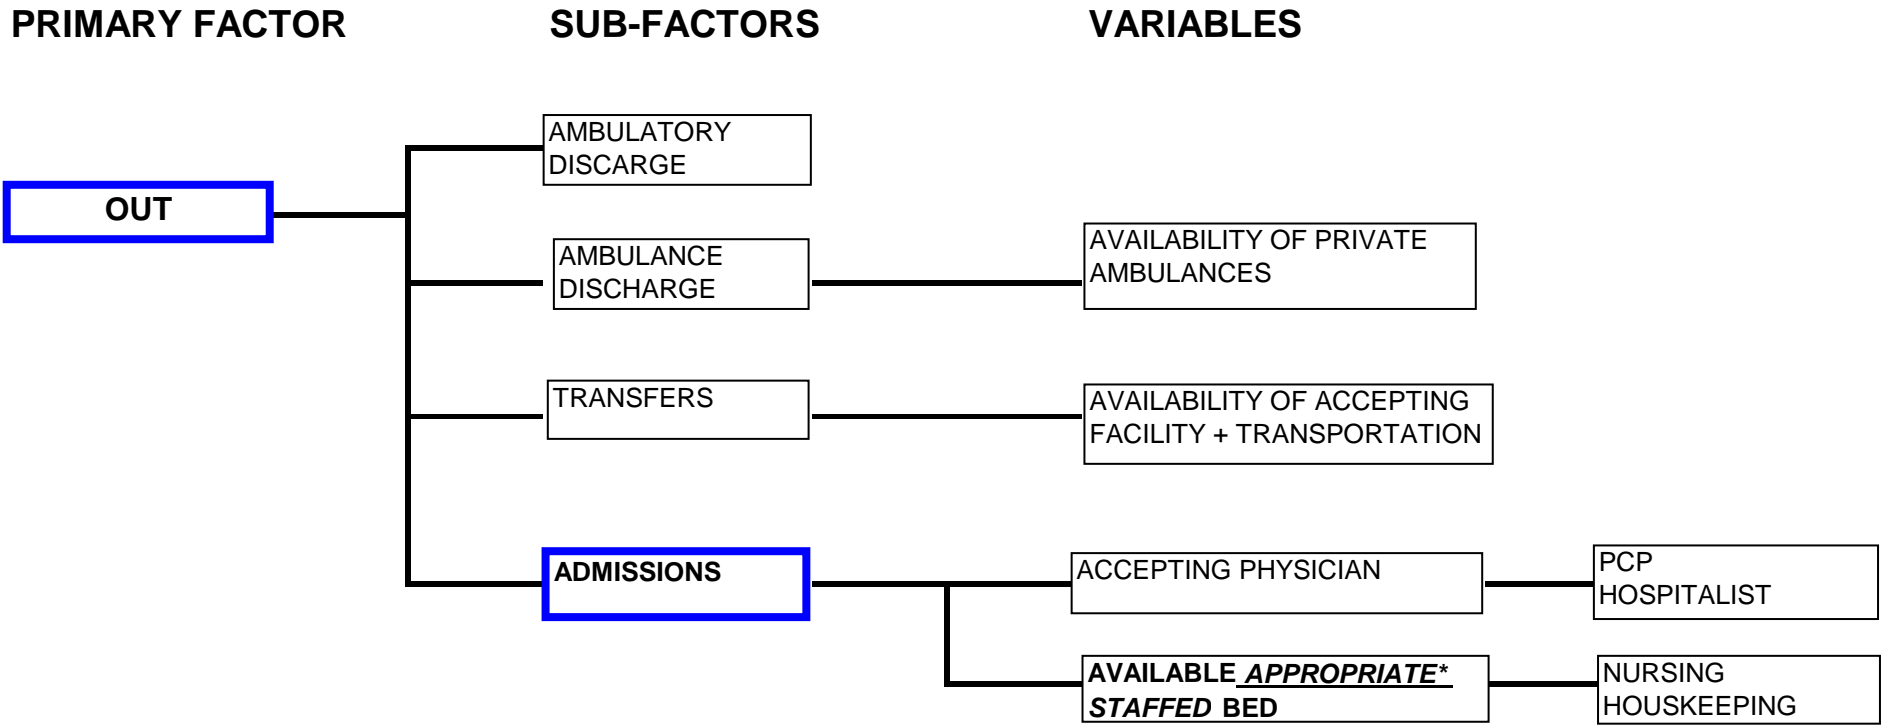 PRIMARY FACTOR SUB-FACTORS VARIABLES
AMBULATORY
DISCARGE
OUT
AMBULANCE
DISCHARGE
AVAILABILITY OF PRIVATE
AMBULANCES
TRANSFERS
AVAILABILITY OF ACCEPTING
FACILITY + TRANSPORTATION
ADMISSIONS
ACCEPTING PHYSICIAN
PCP
HOSPITALIST
AVAILABLE APPROPRIATE*
STAFFED BED
NURSING
HOUSKEEPING